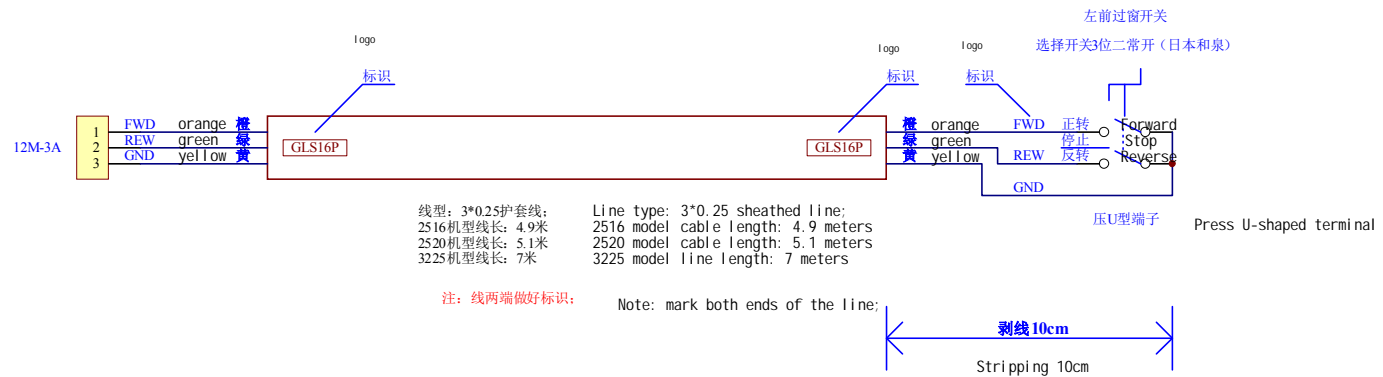 左前过窗开关
logo
logo
logo
选择开关3位二常开（日本和泉）
标识
标识
标识
12M-3A
1
FWD
orange
橙
2
REW
green
绿
3
GND
yellow
黄
GLS16P
GLS16P
橙
orange
FWD
正转
Forward
绿
green
停止
Stop
黄
yellow
REW
反转
Reverse
GND
线型：3*0.25护套线；
Line type: 3*0.25 sheathed line;
2516机型线长：4.9米
2516 model cable length: 4.9 meters
2520机型线长：5.1米
2520 model cable length: 5.1 meters
3225机型线长：7米
3225 model line length: 7 meters
压U型端子
Press U-shaped terminal
注：线两端做好标识；
Note: mark both ends of the line;
剥线10cm
Stripping 10cm